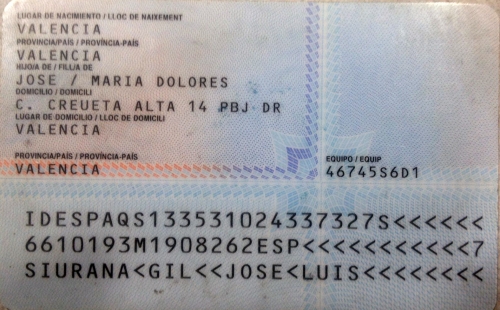 LUGAR DE NACIMIENTO / LLOC DE NAIXEMENT
VALENCIA
PROVINCIA/PAÍS / PROVÍNCIA-PAÍS
VALENCIA
HIJO/A DE / FILL/A DE
JOSE / MARIA DOLORES
DOMICILIO / DOMICILI
C. CREUETA ALTA 14 PBJ DR
LUGAR DE DOMICILIO / LLOC DE DOMICILI
VALENCIA
PROVINCIA/PAÍS / PROVÍNCIA-PAÍS
VALENCIA
EQUIPO / EQUIP
46745S6D1
IDESPAQS133531024337327S<<<<<<
6610193M1908262ESP<<<<<<<<<<<7
SIURANA<GIL<<JOSE<LUIS<<<<<<<<